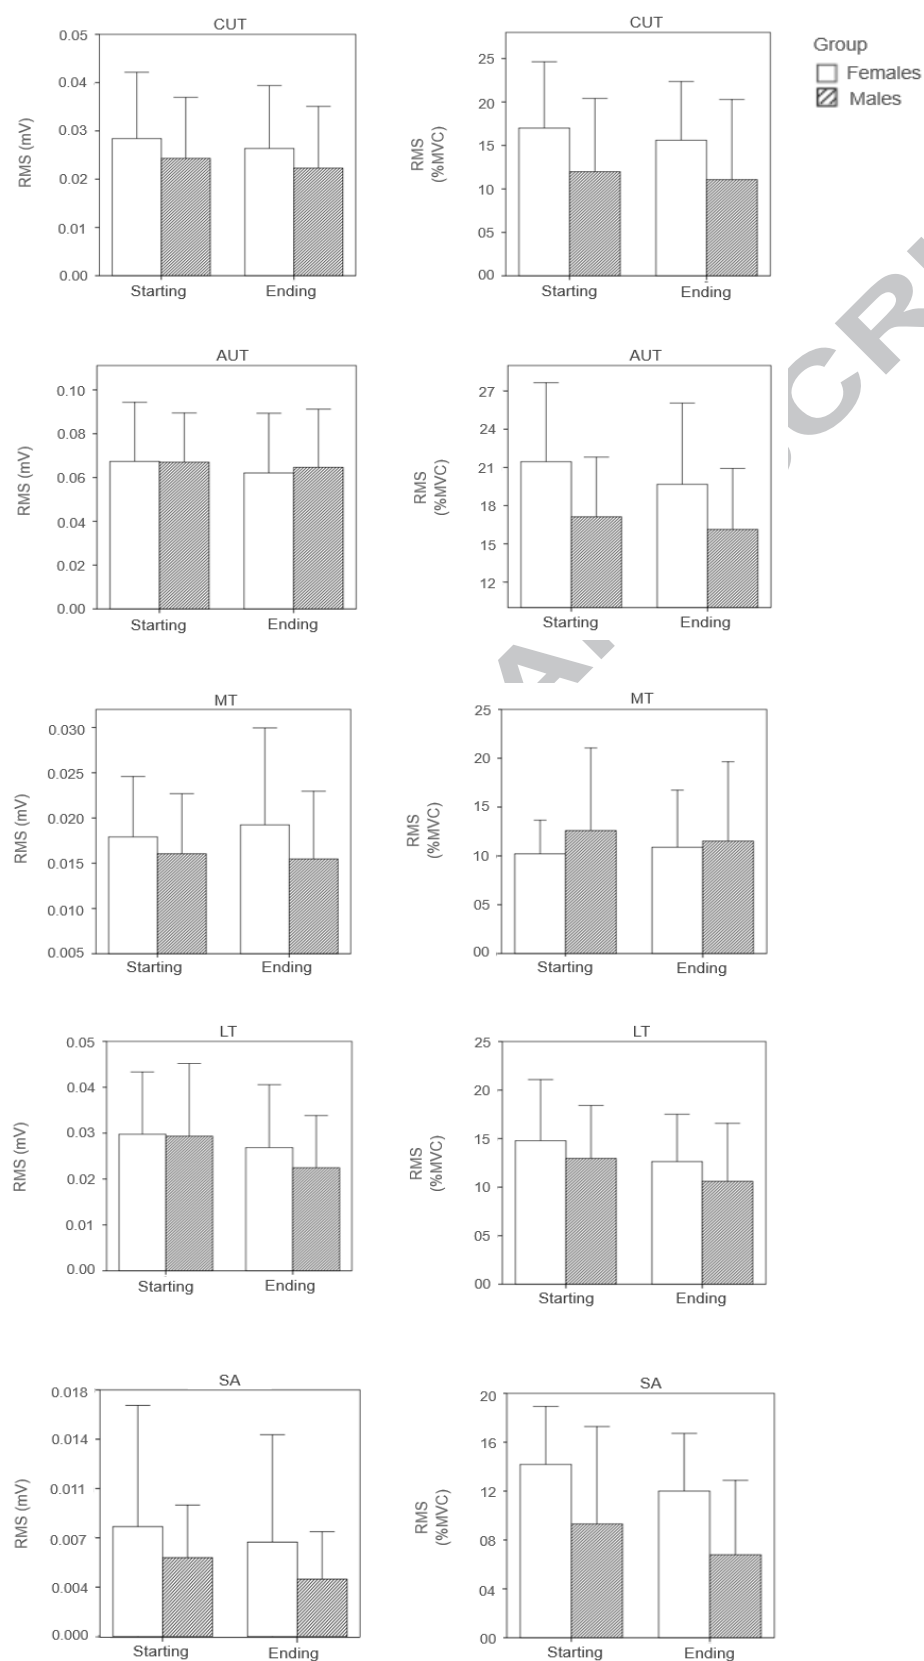 CUT
0.05
0.04
0.03
0.02
0.01
0.00
RMS (mV)
Starting
Ending
CUT
25
20
15
10
05
00
RMS
(%MVC)
Starting
Ending
Group
Females
Males
AUT
0.10
0.08
0.06
0.04
0.02
0.00
RMS (mV)
Starting
Ending
AUT
27
24
21
18
15
12
RMS
(%MVC)
Starting
Ending
MT
0.030
0.025
0.020
0.015
0.010
0.005
RMS (mV)
Starting
Ending
MT
25
20
15
10
05
00
RMS
(%MVC)
Starting
Ending
LT
0.05
0.04
0.03
0.02
0.01
0.00
RMS (mV)
Starting
Ending
LT
25
20
15
10
05
00
RMS
(%MVC)
Starting
Ending
SA
0.018
0.014
0.011
0.007
0.004
0.000
RMS (mV)
Starting
Ending
SA
20
16
12
08
04
00
RMS
(%MVC)
Starting
Ending